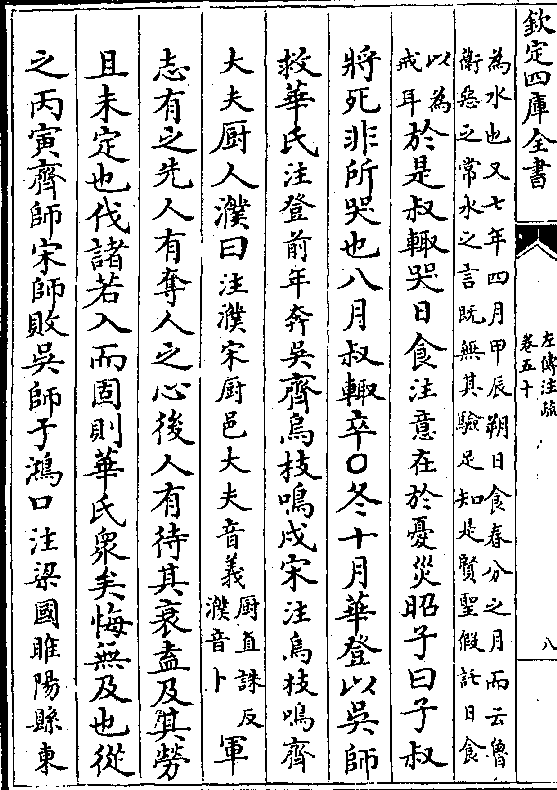 欽定四庫全書
左傳注疏
卷五十
八
為水也又七年四月甲辰朔日食春分之月而云魯
衛惡之常水之言既無其驗足知是賢聖假託日食
以為
戒耳
於是叔輒哭日食注意在於憂災昭子曰子叔
將死非所哭也八月叔輒卒○冬十月華登以吳師
救華氏注登前年奔吳齊烏枝鳴戍宋注烏枝鳴齊
大夫厨人濮曰注濮宋厨邑大夫音義
厨直誅反
濮音卜
軍
志有之先人有奪人之心後人有待其衰盍及其勞
且未定也伐諸若入而固則華氏衆矣悔無及也從
之丙寅齊師宋師敗吳師于鴻口注梁國睢陽縣東